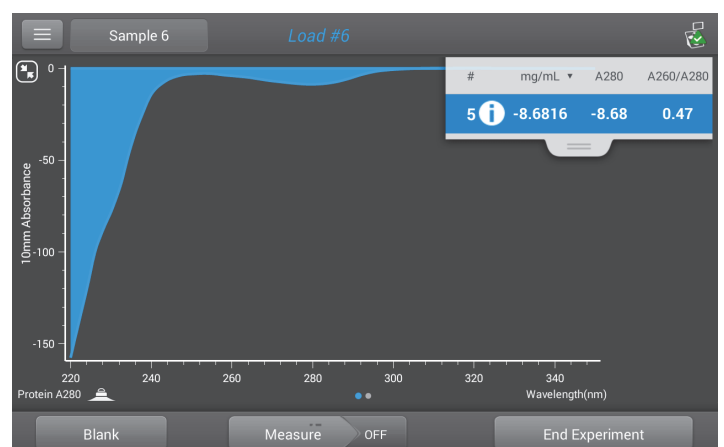 Sample 6
Load #6
# mg/mL ▼ A280 A260/A280
5 i -8.6816 -8.68 0.47
0
-50
-100
-150
10mm Absorbance
220 240 260 280 300 320 340
Protein A280
Wavelength(nm)
Blank
Measure
OFF
End Experiment